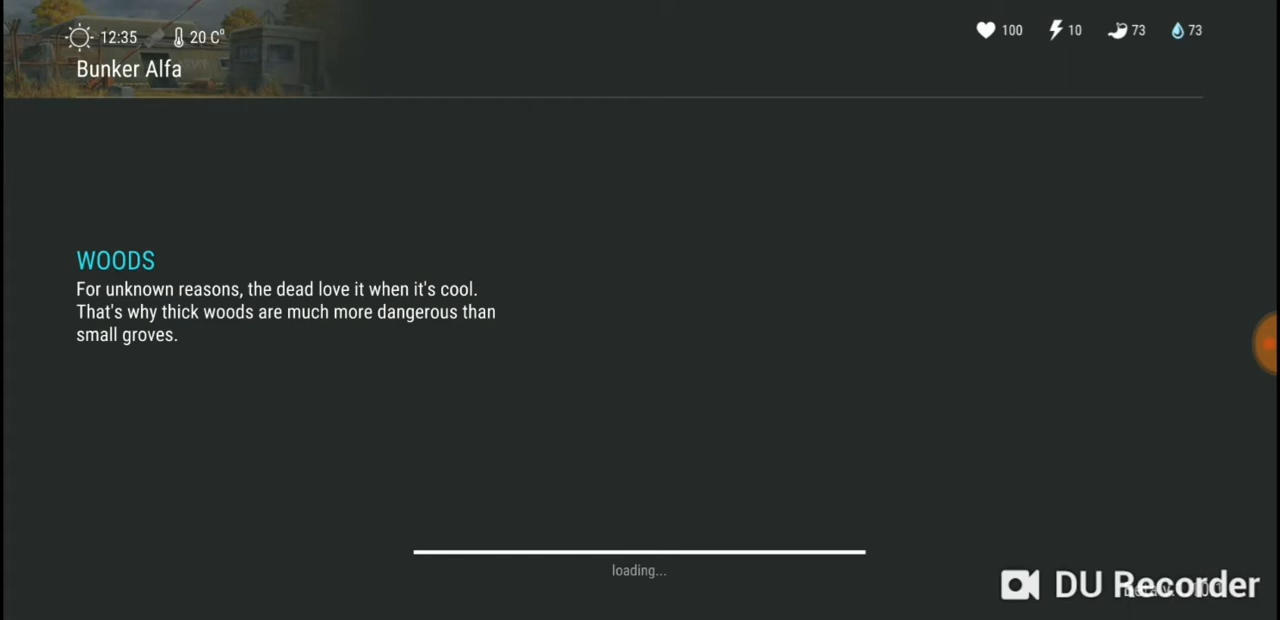 12:35 20 C° 100 10 73 73
Bunker Alfa
WOODS
For unknown reasons, the dead love it when it's cool.
That's why thick woods are much more dangerous than
small groves.
loading...
DU Recorder